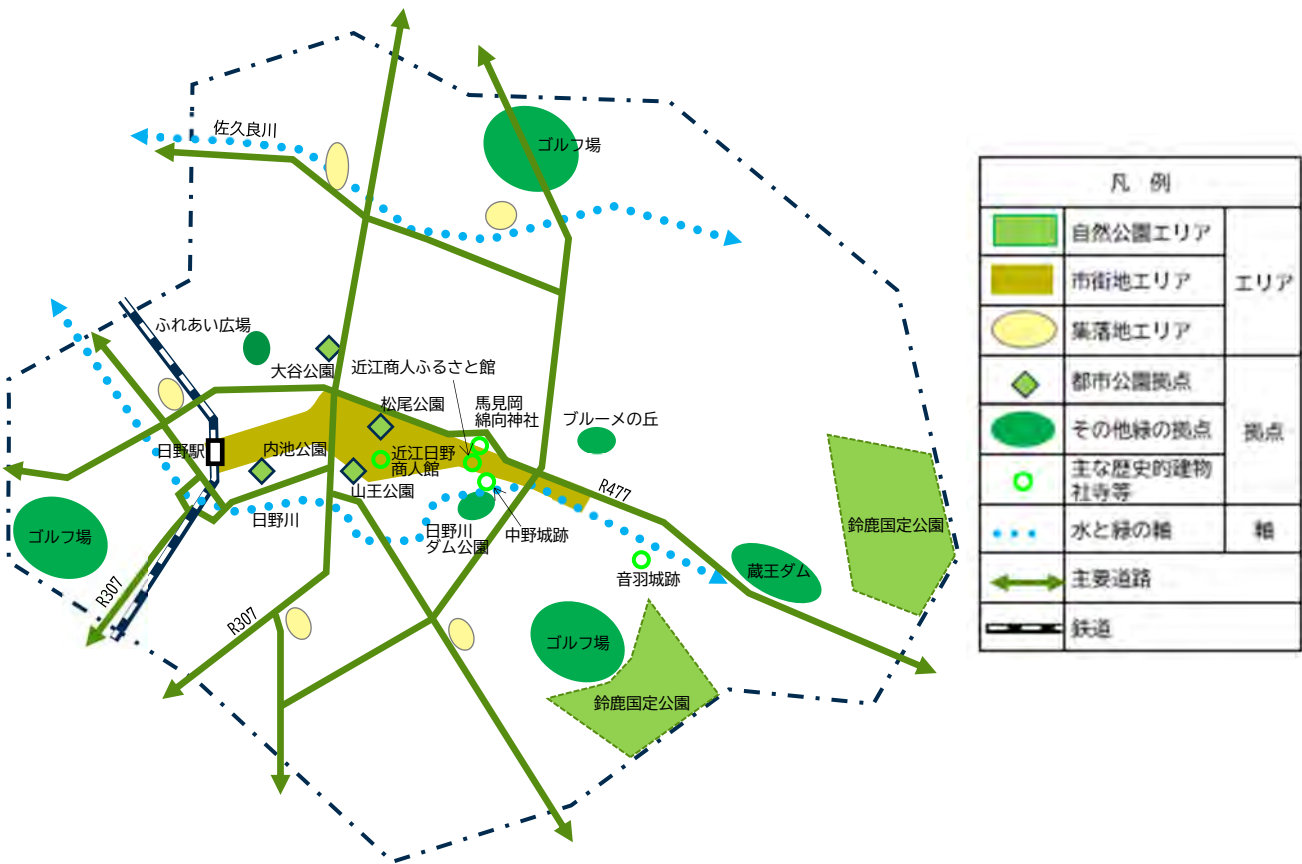 佐久良川
ゴルフ場
ふれあい広場
大谷公園
近江商人ふるさと館
松尾公園
馬見岡
綿向神社
ブルーメの丘
日野駅
内池公園
近江日野
商人館
山王公園
R477
日野川
日野川
ダム公園
中野城跡
鈴鹿国定公園
ゴルフ場
音羽城跡
蔵王ダム
R307
R307
ゴルフ場
鈴鹿国定公園
凡 例
自然公園エリア
市街地エリア
エリア
集落地エリア
都市公園拠点
その他緑の拠点
拠点
主な歴史的建物
社寺等
水と緑の軸
軸
主要道路
鉄道